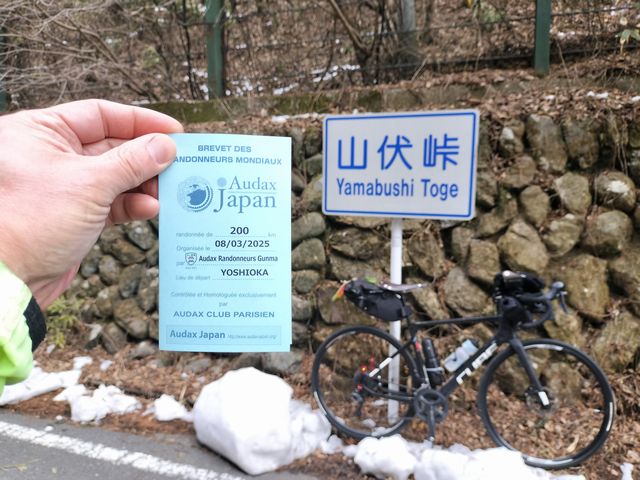 BREVET DES
RANDONNEURS MONDIAUX
Audax
Japan
randonnée de 200 km
Organisée le 08/03/2025
par Audax Randonneurs Gunma
Lieu de départ YOSHIOKA
Contrôlée et Homologuée exclusivement
par
AUDAX CLUB PARISIEN
Audax Japan
山伏峠
Yamabushi Toge